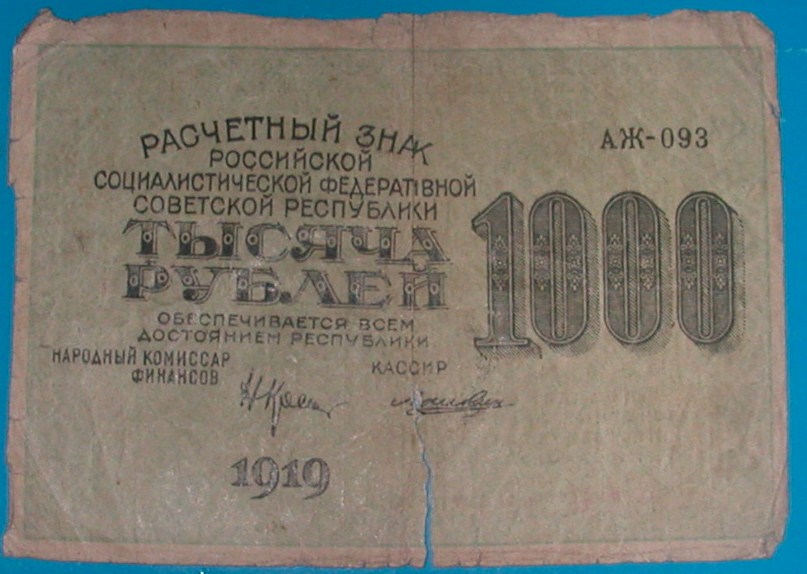 РАСЧЕТНЫЙ ЗНАК
АЖ-093
РОССИЙСКОЙ
СОЦИАЛИСТИЧЕСКОЙ ФЕДЕРАТИВНОЙ
СОВЕТСКОЙ РЕСПУБЛИКИ
ТЫСЯЧА
РУБЛЕЙ
1000
ОБЕСПЕЧИВАЕТСЯ ВСЕМ
ДОСТОЯНИЕМ РЕСПУБЛИКИ
НАРОДНЫЙ КОМИССАР
ФИНАНСОВ
КАССИР
1919